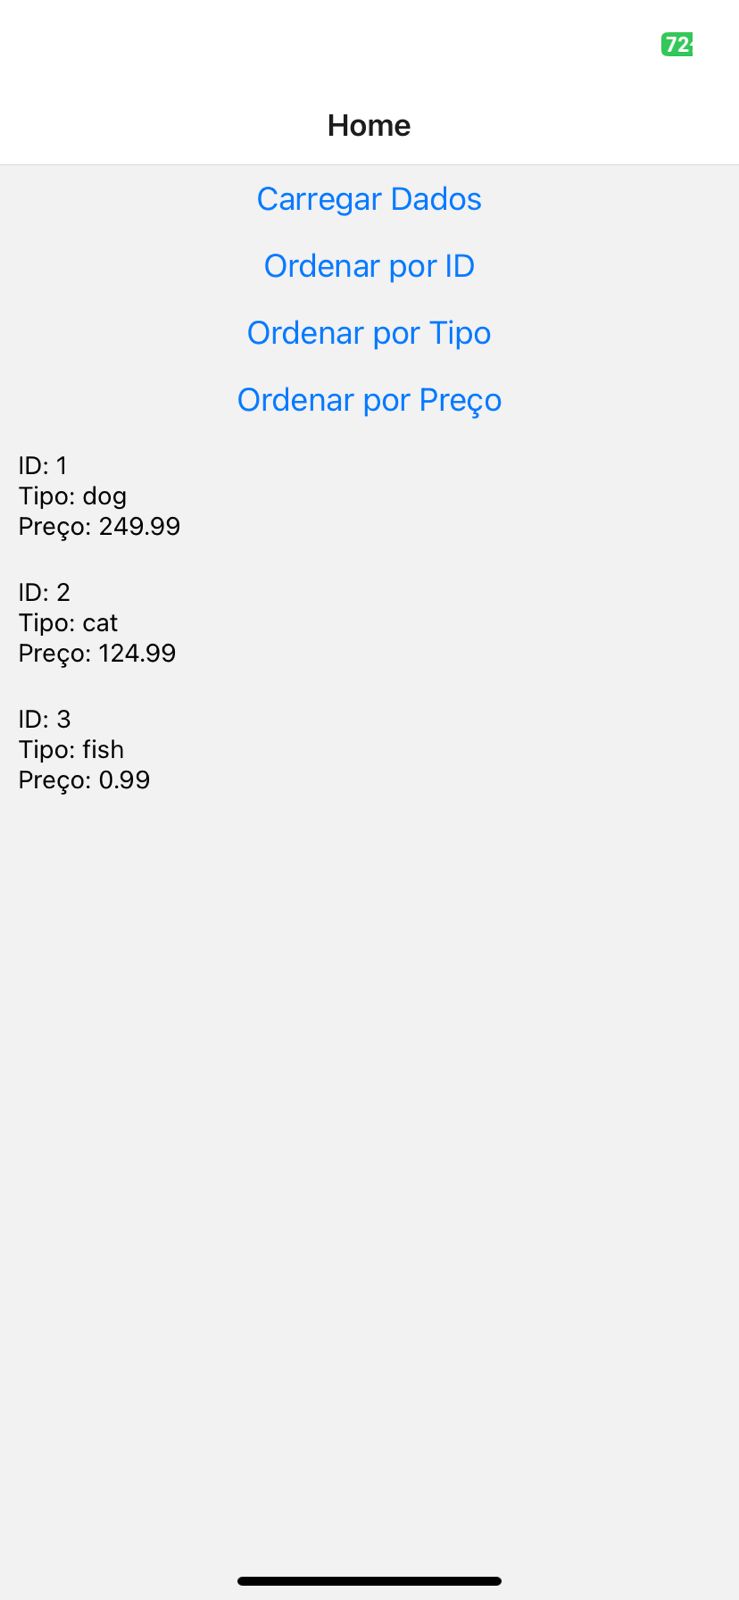 72
Home
Carregar Dados
Ordenar por ID
Ordenar por Tipo
Ordenar por Preço
ID: 1
Tipo: dog
Preço: 249.99
ID: 2
Tipo: cat
Preço: 124.99
ID: 3
Tipo: fish
Preço: 0.99